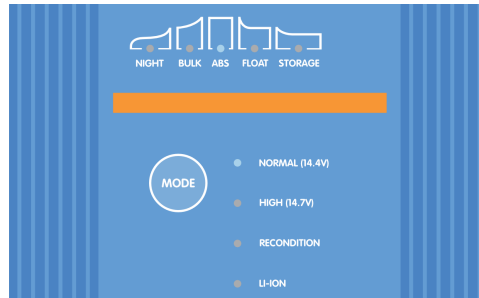 NIGHT BULK ABS FLOAT STORAGE
MODE
NORMAL (14.4V)
HIGH (14.7V)
RECONDITION
LI-ION